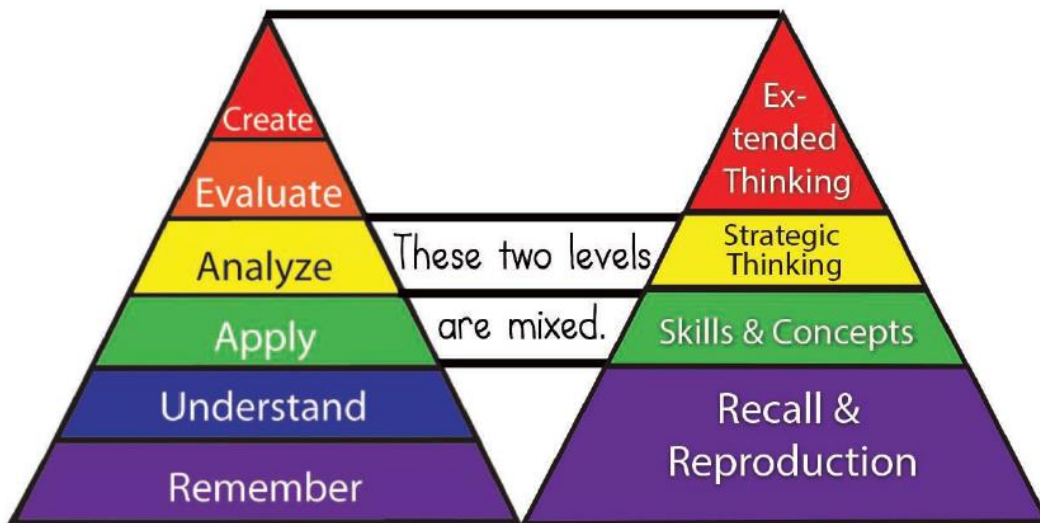 Create
Evaluate
Analyze
Apply
Understand
Remember
These two levels
are mixed.
Ex-
tended
Thinking
Strategic
Thinking
Skills & Concepts
Recall &
Reproduction